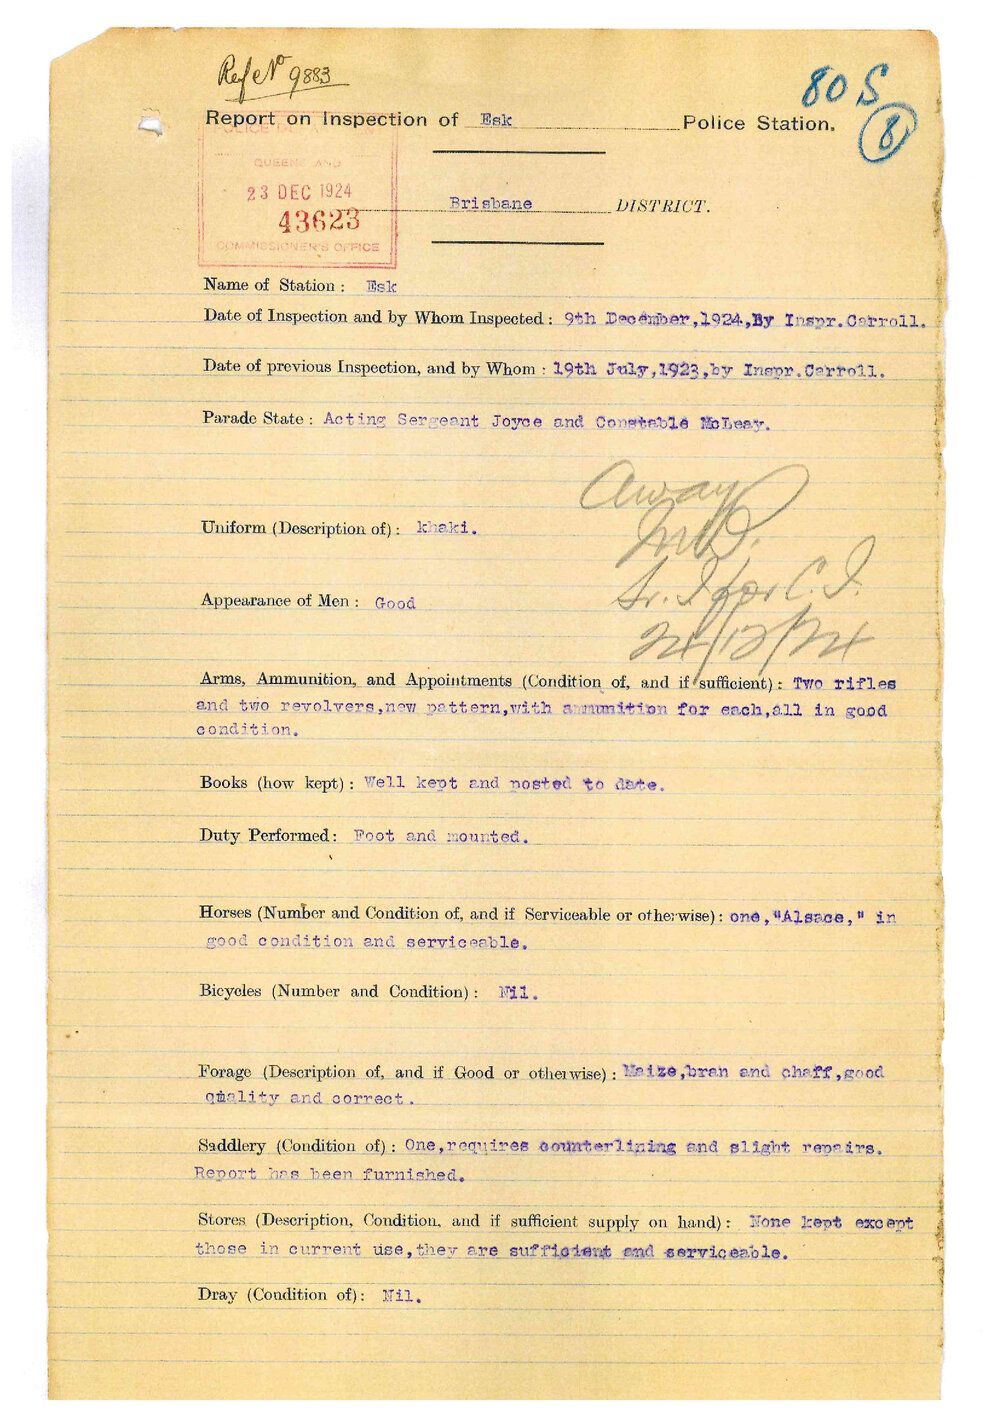 Ref No 9883
80 S
8
Report on Inspection of Esk Police Station.
POLICE
QUEENSLAND
23 DEC 1924
43623
COMMISSIONER'S OFFICE
Brisbane DISTRICT.
Name of Station : Esk
Date of Inspection and by Whom Inspected : 9th December,1924,By Inspr.Carroll.
Date of previous Inspection, and by Whom : 19th July,1923,by Inspr.Carroll.
Parade State : Acting Sergeant Joyce and Constable McLeay.
Away
Uniform (Description of) : khaki.
Sr. I for C. I.
Appearance of Men : Good
24/12/24
Arms, Ammunition, and Appointments (Condition of, and if sufficient) : Two rifles
and two revolvers,new pattern,with ammunition for each,all in good
condition.
Books (how kept) : Well kept and posted to date.
Duty Performed : Foot and mounted.
Horses (Number and Condition of, and if Serviceable or otherwise) : one,"Alsace," in
good condition and serviceable.
Bicycles (Number and Condition) : Nil.
Forage (Description of, and if Good or otherwise) : Maize,bran and chaff,good
quality and correct.
Saddlery (Condition of) : One,requires counterlining and slight repairs.
Report has been furnished.
Stores (Description, Condition, and if sufficient supply on hand) : None kept except
those in current use,they are sufficient and serviceable.
Dray (Condition of) : Nil.